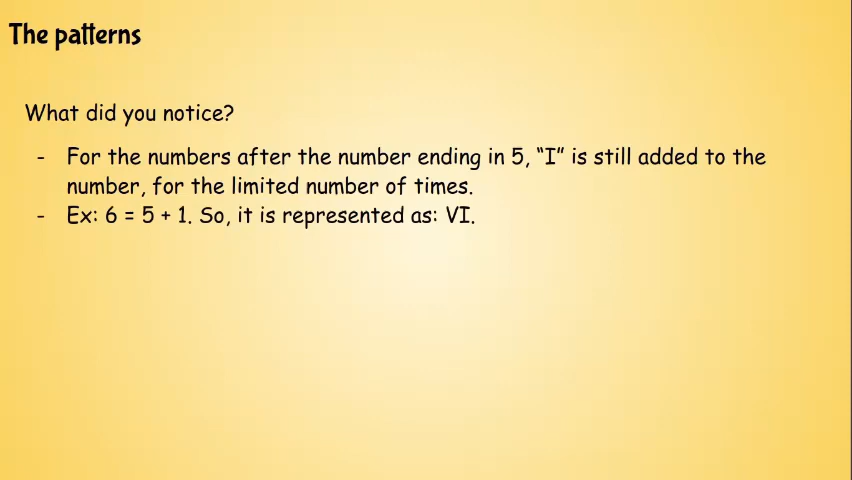 The patterns
What did you notice?
- For the numbers after the number ending in 5, “I” is still added to the
number, for the limited number of times.
- Ex: 6 = 5 + 1. So, it is represented as: VI.